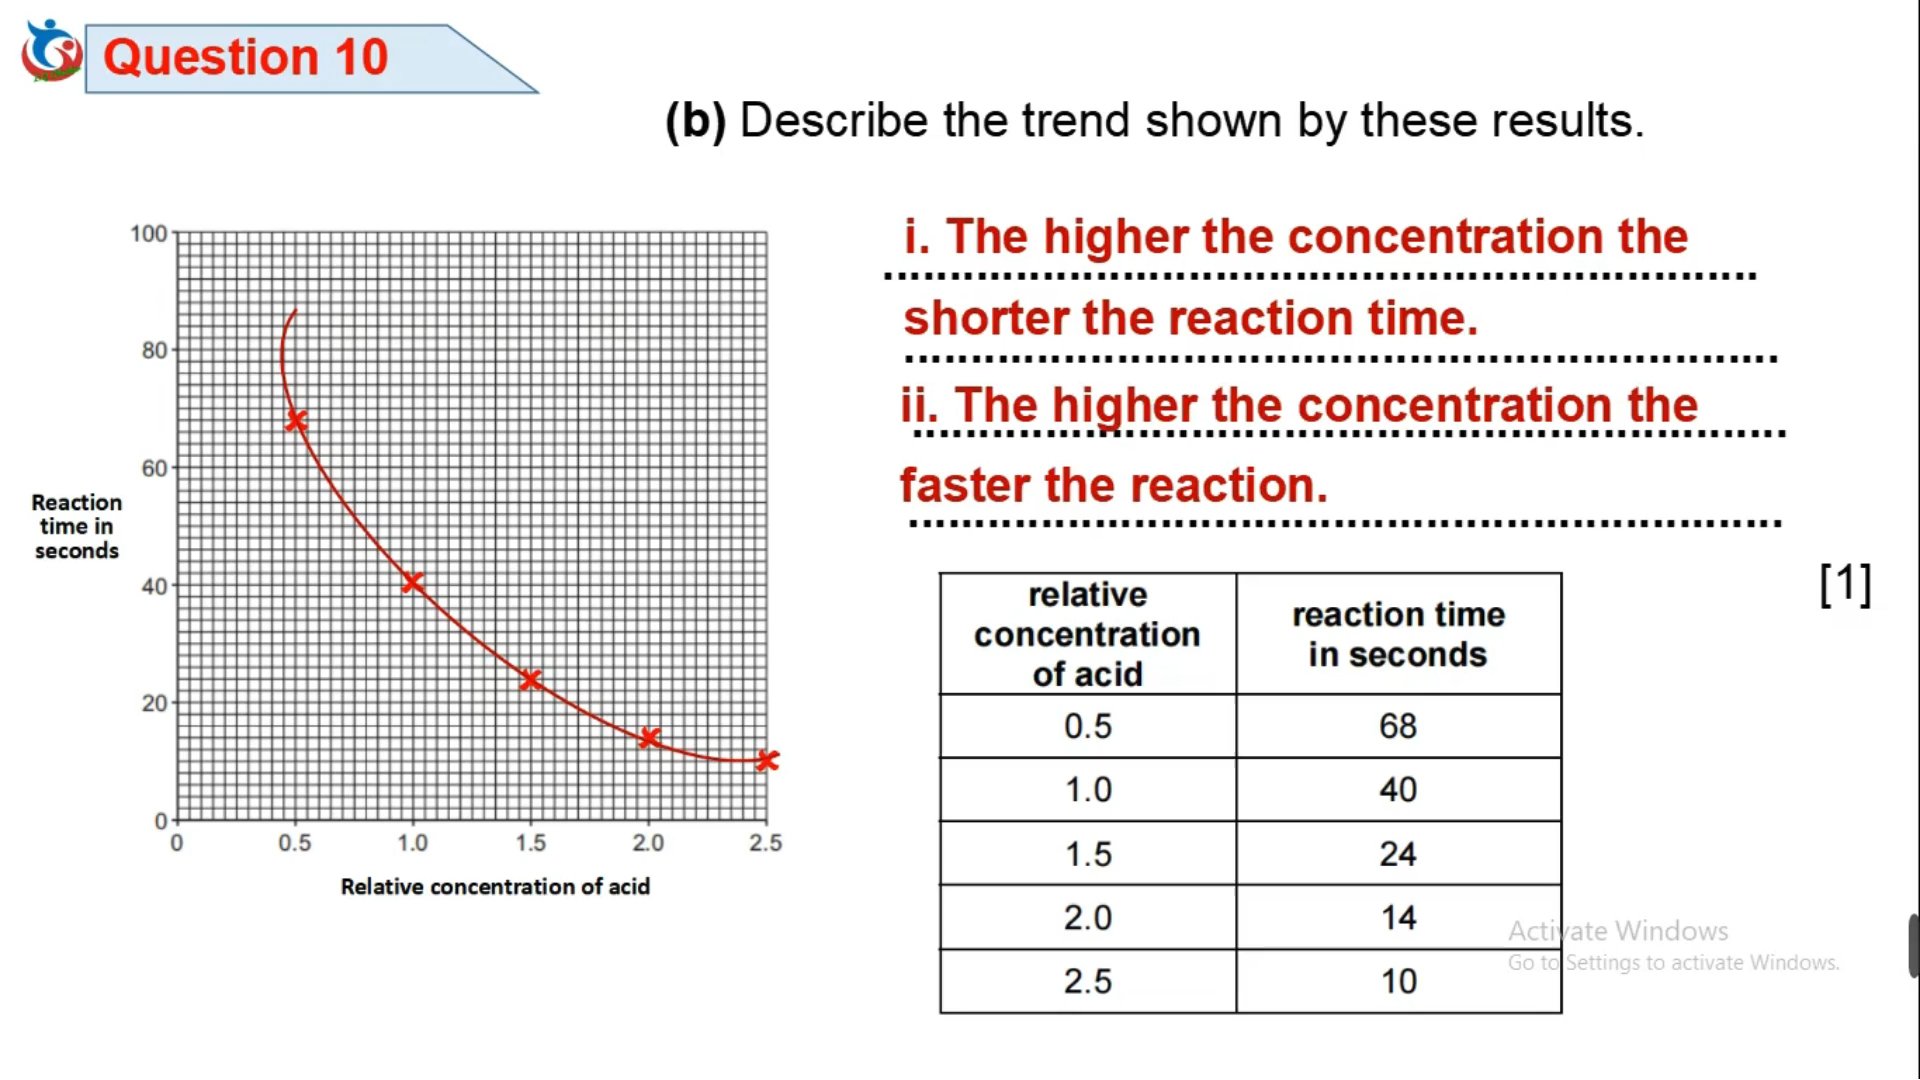 Question 10
(b) Describe the trend shown by these results.
i. The higher the concentration the
shorter the reaction time.
ii. The higher the concentration the
faster the reaction.
[1]
100
80
60
40
20
0
Reaction
time in
seconds
0 0.5 1.0 1.5 2.0 2.5
Relative concentration of acid
relative
concentration
of acid
reaction time
in seconds
0.5 68
1.0 40
1.5 24
2.0 14
2.5 10
Activate Windows
Go to Settings to activate Windows.